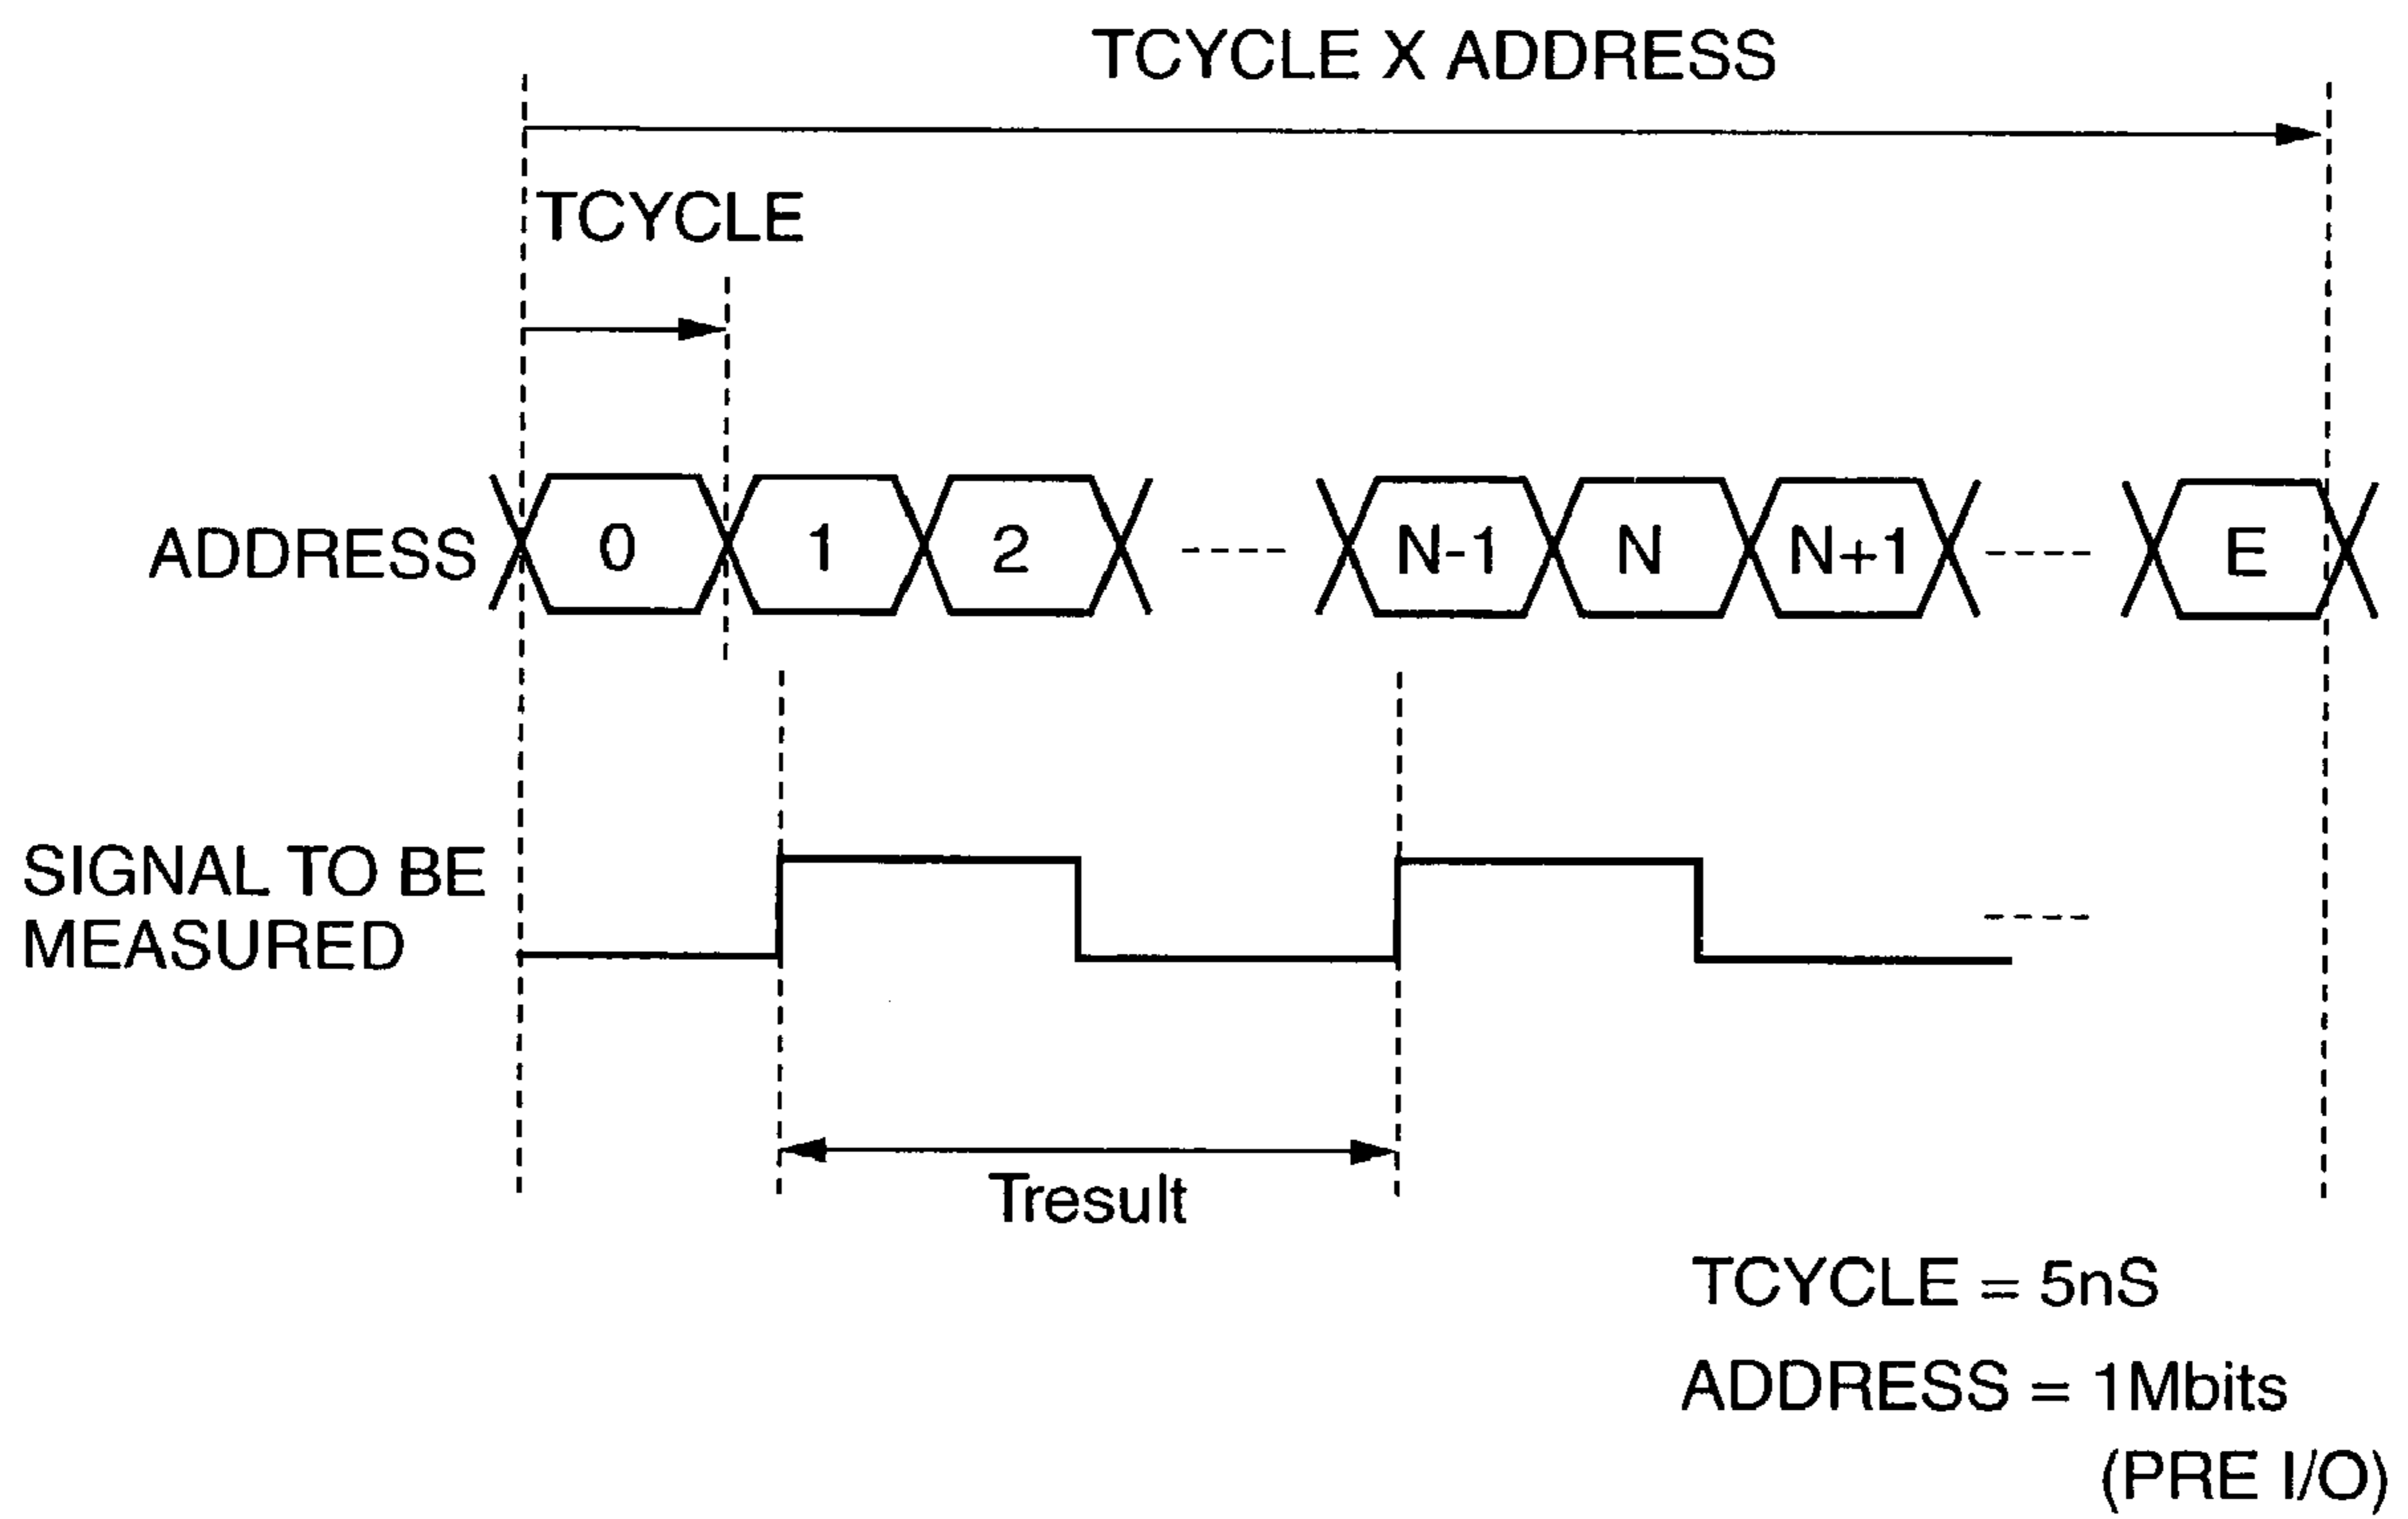 TCYCLE X ADDRESS
TCYCLE
ADDRESS 0 1 2 N-1 N N+1 E
SIGNAL TO BE
MEASURED
Tresult
TCYCLE = 5nS
ADDRESS = 1Mbits
(PRE I/O)